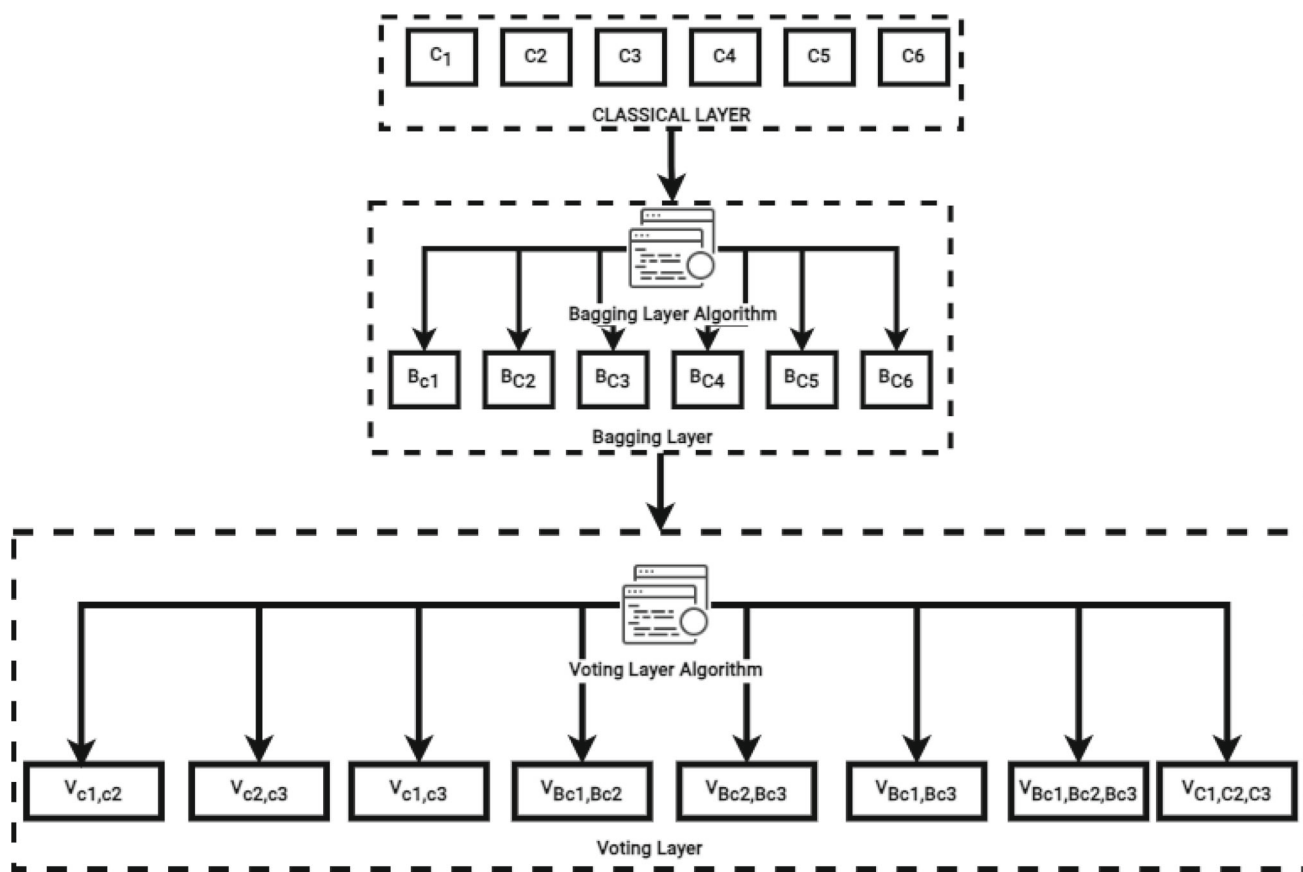 C1 C2 C3 C4 C5 C6
CLASSICAL LAYER
Bagging Layer Algorithm
Bc1 BC2 BC3 BC4 BC5 BC6
Bagging Layer
Voting Layer Algorithm
Vc1,c2 Vc2,c3 Vc1,c3 VBc1,Bc2 VBc2,Bc3 VBc1,Bc3 VBc1,Bc2,Bc3 VC1,C2,C3
Voting Layer